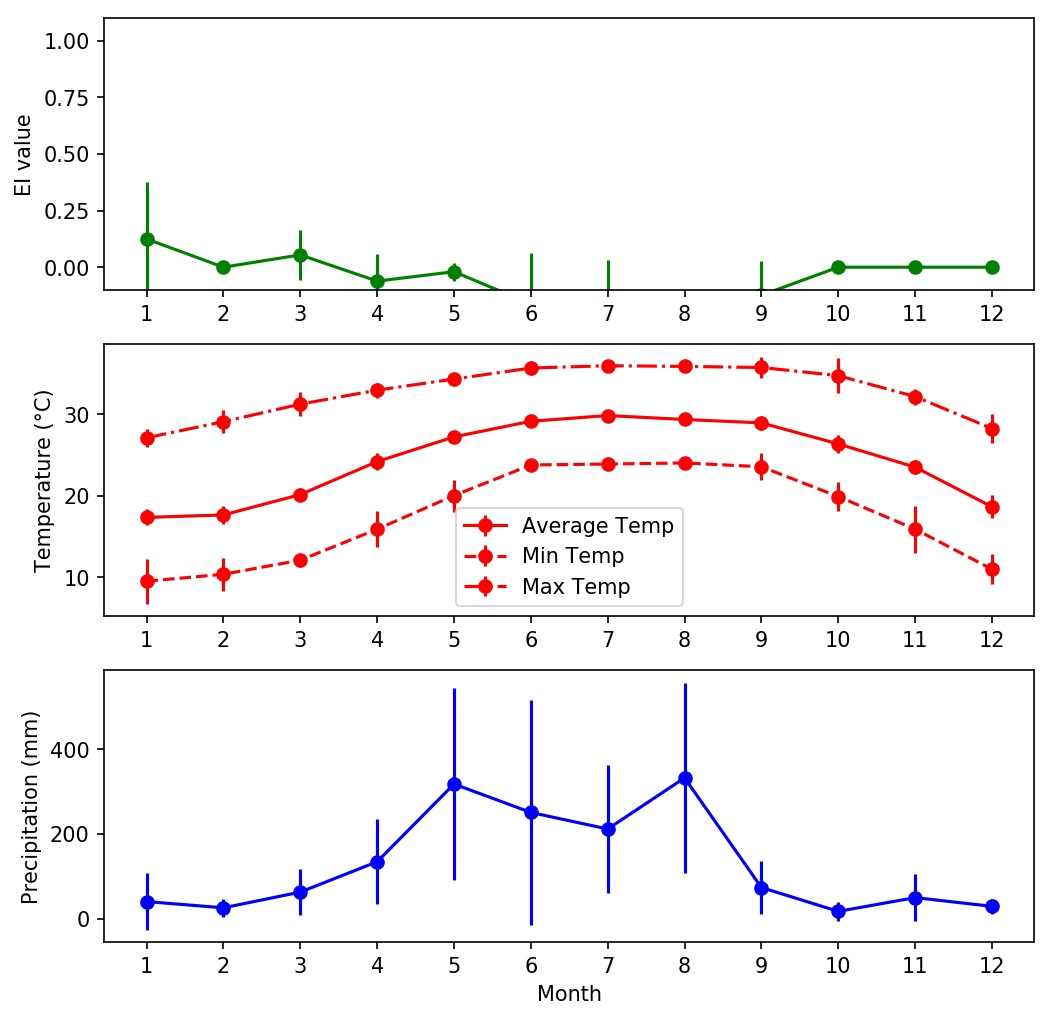 1.00
0.75
0.50
0.25
0.00
EI value
1 2 3 4 5 6 7 8 9 10 11 12
30
20
10
Temperature (°C)
Average Temp
Min Temp
Max Temp
1 2 3 4 5 6 7 8 9 10 11 12
400
200
0
Precipitation (mm)
1 2 3 4 5 6 7 8 9 10 11 12
Month